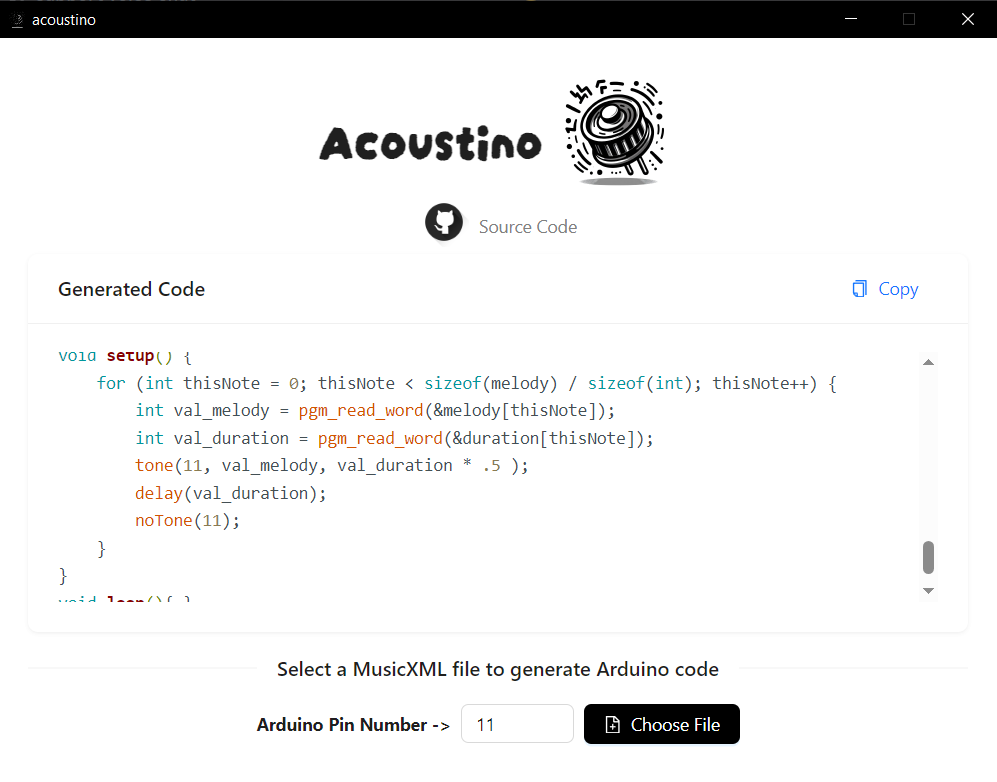 acoustino
Acoustino
Source Code
Generated Code
Copy
void setup() {
    for (int thisNote = 0; thisNote < sizeof(melody) / sizeof(int); thisNote++) {
        int val_melody = pgm_read_word(&melody[thisNote]);
        int val_duration = pgm_read_word(&duration[thisNote]);
        tone(11, val_melody, val_duration * .5 );
        delay(val_duration);
        noTone(11);
    }
}
void loop(){ }
Select a MusicXML file to generate Arduino code
Arduino Pin Number -> 11 Choose File